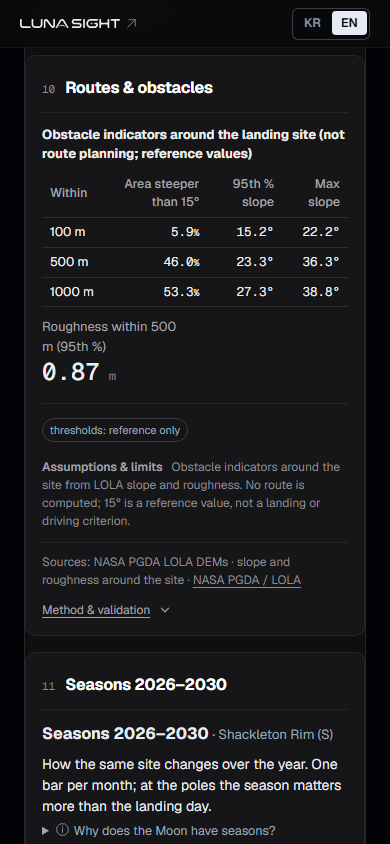 LUNA SIGHT ↗ KR EN
10 Routes & obstacles
Obstacle indicators around the landing site (not
route planning; reference values)
Within Area steeper than 15° 95th % slope Max slope
100 m 5.9% 15.2° 22.2°
500 m 46.0% 23.3° 36.3°
1000 m 53.3% 27.3° 38.8°
Roughness within 500
m (95th %)
0.87 m
thresholds: reference only
Assumptions & limits Obstacle indicators around the
site from LOLA slope and roughness. No route is
computed; 15° is a reference value, not a landing or
driving criterion.
Sources: NASA PGDA LOLA DEMs · slope and
roughness around the site · NASA PGDA / LOLA
Method & validation
11 Seasons 2026–2030
Seasons 2026–2030 · Shackleton Rim (S)
How the same site changes over the year. One
bar per month; at the poles the season matters
more than the landing day.
▶ ⓘ Why does the Moon have seasons?